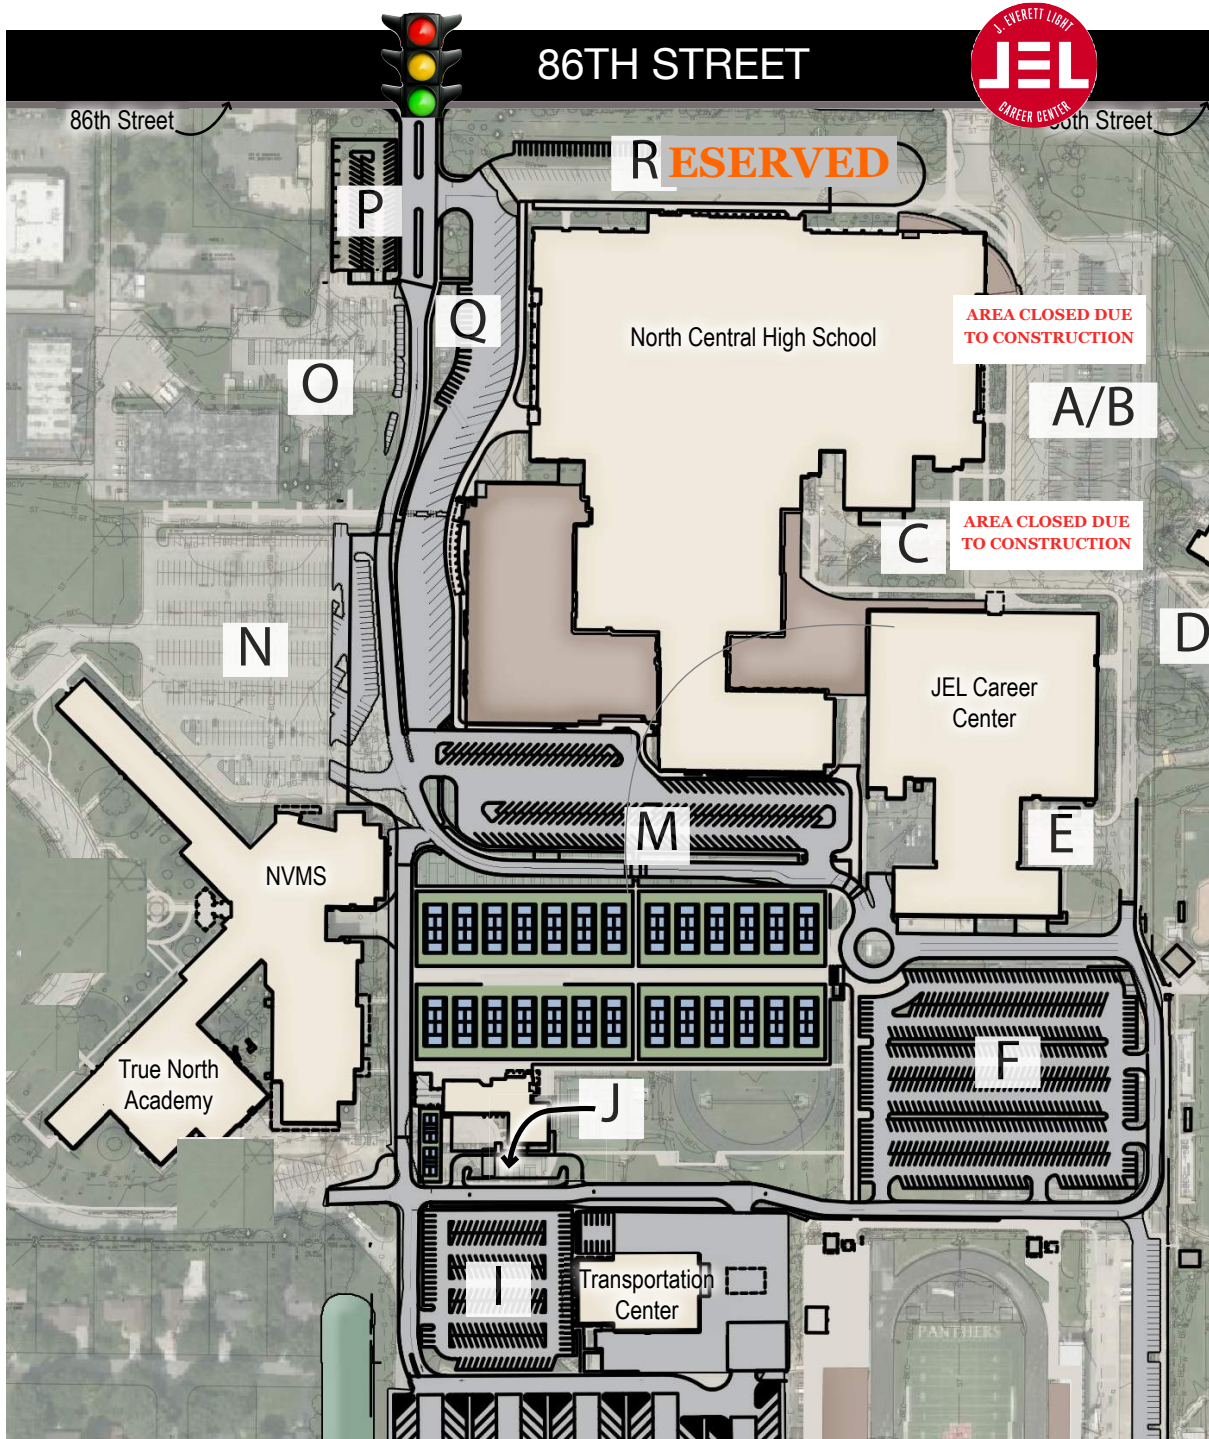 86TH STREET
J. EVERETT LIGHT
JEL
CAREER CENTER
86th Street
86th Street
RESERVED
P
Q
North Central High School
AREA CLOSED DUE
TO CONSTRUCTION
O
A/B
AREA CLOSED DUE
TO CONSTRUCTION
C
N
D
JEL Career
Center
M
E
NVMS
F
True North
Academy
J
I
Transportation
Center
PANTHERS